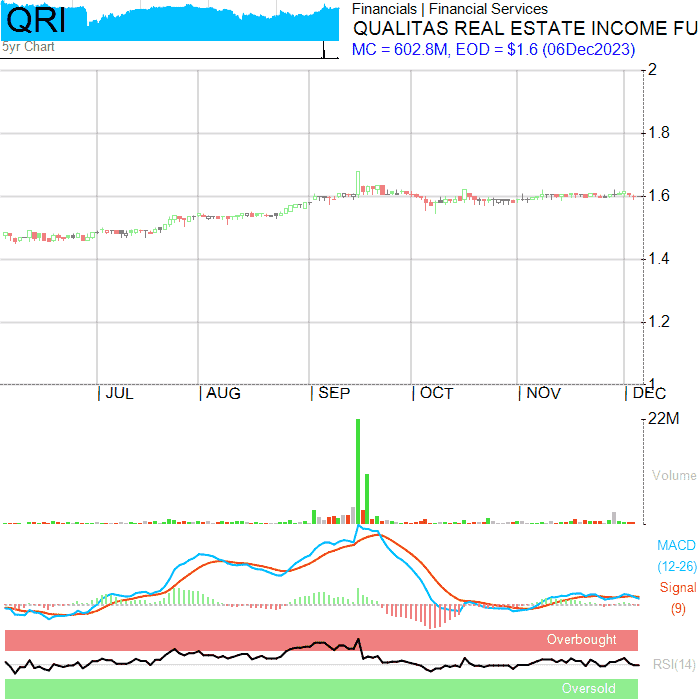 QRI
5yr Chart
Financials | Financial Services
QUALITAS REAL ESTATE INCOME FU
MC = 602.8M, EOD = $1.6 (06Dec2023)
2
1.8
1.6
1.4
1.2
1
| JUL | AUG | SEP | OCT | NOV | DEC
22M
Volume
MACD
(12-26)
Signal
(9)
Overbought
RSI(14)
Oversold